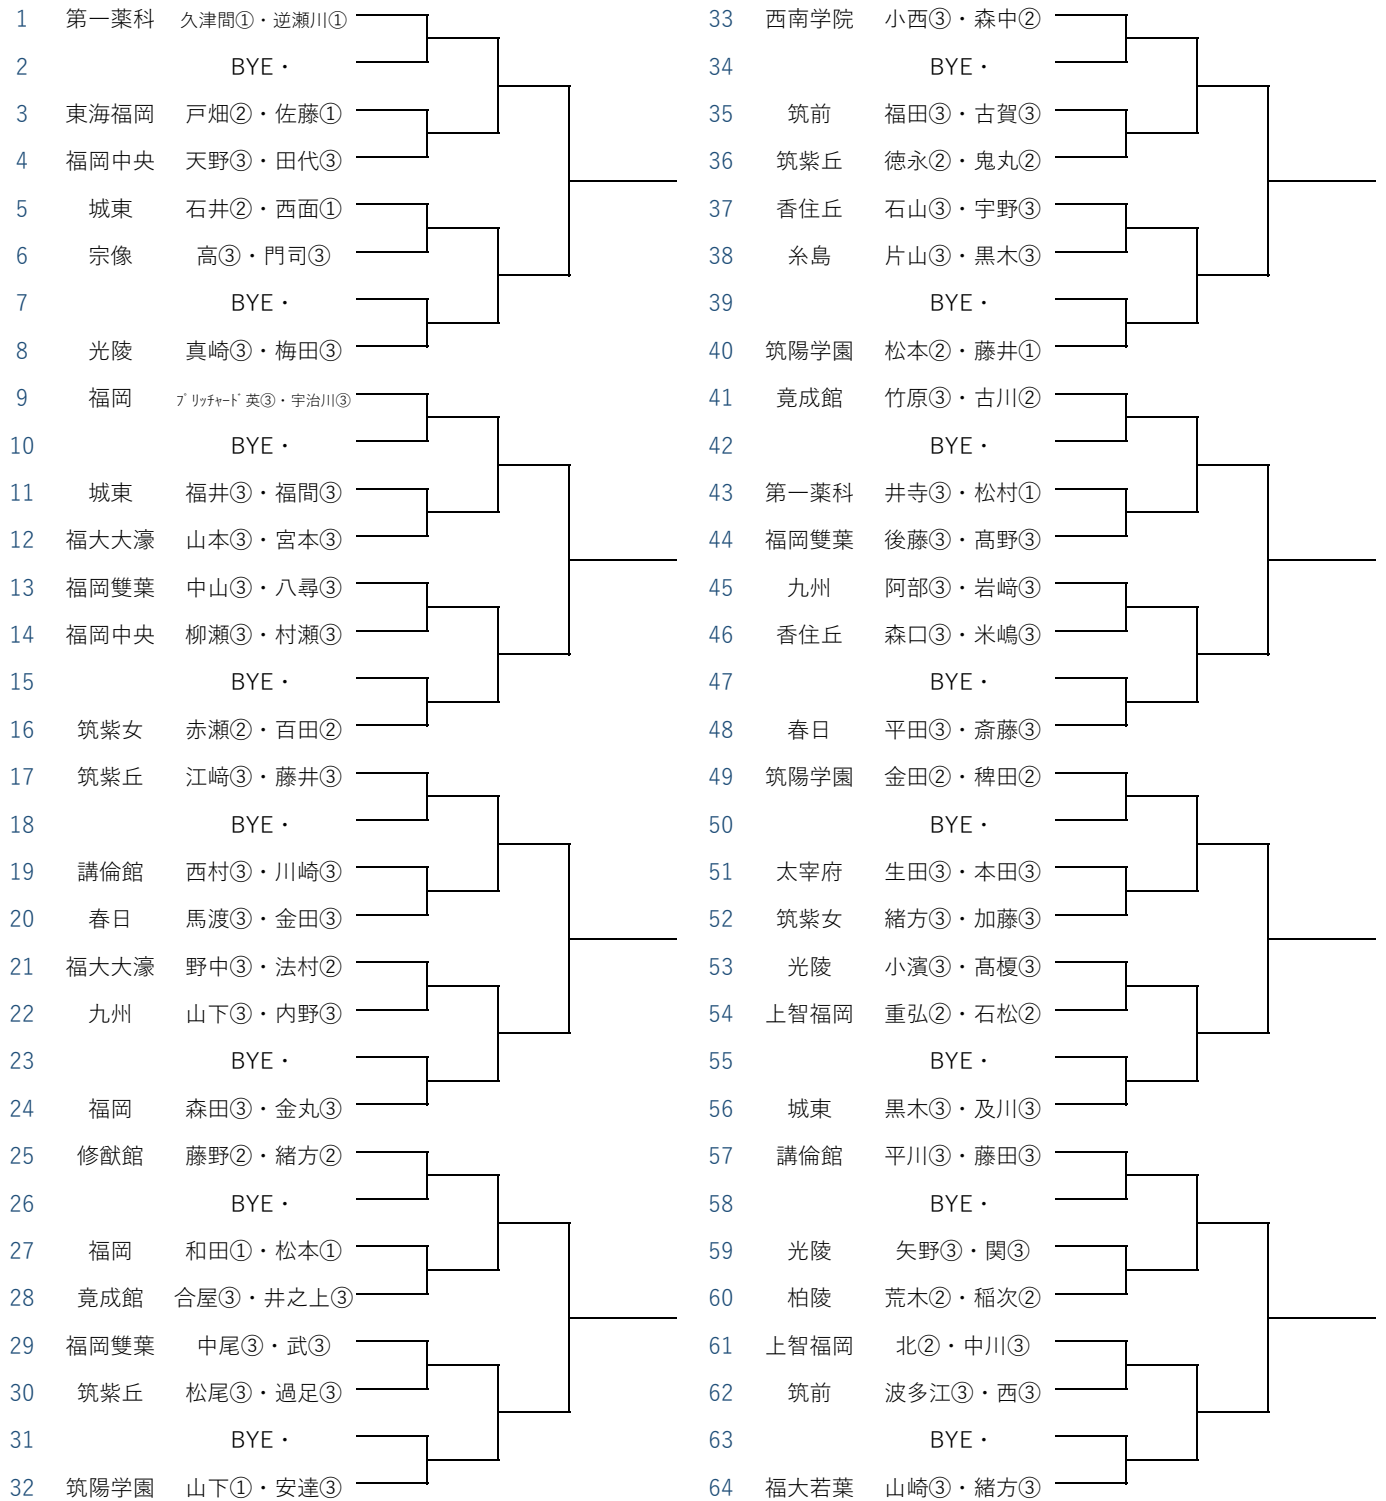 1 第一薬科 久津間①・逆瀬川①
2 BYE・
3 東海福岡 戸畑②・佐藤①
4 福岡中央 天野③・田代③
5 城東 石井②・西面①
6 宗像 高③・門司③
7 BYE・
8 光陵 真崎③・梅田③
9 福岡 ﾌﾟﾘｯﾁｬｰﾄﾞ英③・宇治川③
10 BYE・
11 城東 福井③・福間③
12 福大大濠 山本③・宮本③
13 福岡雙葉 中山③・八尋③
14 福岡中央 柳瀬③・村瀬③
15 BYE・
16 筑紫女 赤瀬②・百田②
17 筑紫丘 江﨑③・藤井③
18 BYE・
19 講倫館 西村③・川崎③
20 春日 馬渡③・金田③
21 福大大濠 野中③・法村②
22 九州 山下③・内野③
23 BYE・
24 福岡 森田③・金丸③
25 修猷館 藤野②・緒方②
26 BYE・
27 福岡 和田①・松本①
28 竟成館 合屋③・井之上③
29 福岡雙葉 中尾③・武③
30 筑紫丘 松尾③・過足③
31 BYE・
32 筑陽学園 山下①・安達③
33 西南学院 小西③・森中②
34 BYE・
35 筑前 福田③・古賀③
36 筑紫丘 徳永②・鬼丸②
37 香住丘 石山③・宇野③
38 糸島 片山③・黒木③
39 BYE・
40 筑陽学園 松本②・藤井①
41 竟成館 竹原③・古川②
42 BYE・
43 第一薬科 井寺③・松村①
44 福岡雙葉 後藤③・髙野③
45 九州 阿部③・岩﨑③
46 香住丘 森口③・米嶋③
47 BYE・
48 春日 平田③・斎藤③
49 筑陽学園 金田②・稗田②
50 BYE・
51 太宰府 生田③・本田③
52 筑紫女 緒方③・加藤③
53 光陵 小濱③・髙榎③
54 上智福岡 重弘②・石松②
55 BYE・
56 城東 黒木③・及川③
57 講倫館 平川③・藤田③
58 BYE・
59 光陵 矢野③・関③
60 柏陵 荒木②・稲次②
61 上智福岡 北②・中川③
62 筑前 波多江③・西③
63 BYE・
64 福大若葉 山崎③・緒方③